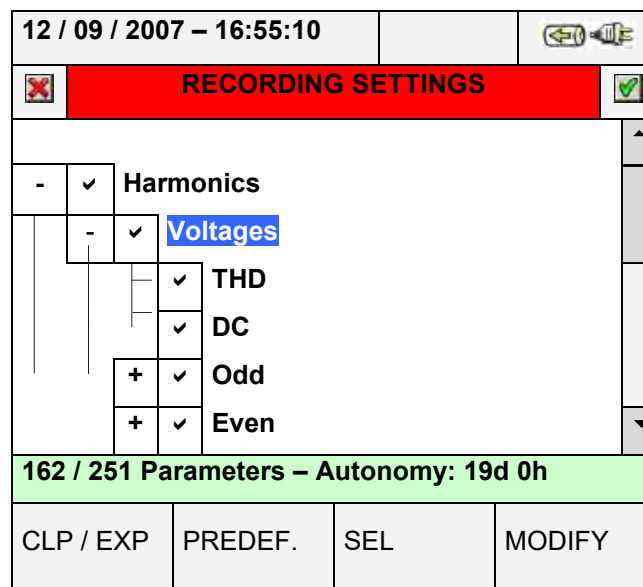 12 / 09 / 2007 – 16:55:10
RECORDING SETTINGS
- Harmonics
- Voltages
THD
DC
+ Odd
+ Even
162 / 251 Parameters – Autonomy: 19d 0h
CLP / EXP PREDEF. SEL MODIFY